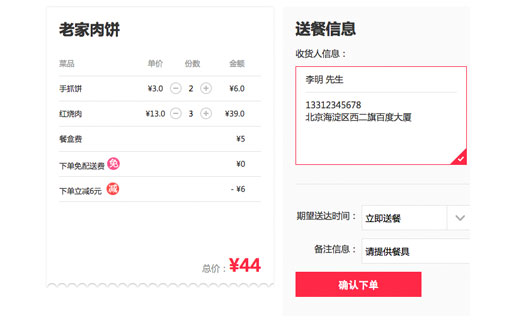 老家肉饼
菜品 单价 份数 金额
手抓饼 ¥3.0 2 ¥6.0
红烧肉 ¥13.0 3 ¥39.0
餐盒费 ¥5
下单免配送费 免 ¥0
下单立减6元 减 - ¥6
总价：¥44
送餐信息
收货人信息：
李明 先生
13312345678
北京海淀区西二旗百度大厦
期望送达时间： 立即送餐
备注信息： 请提供餐具
确认下单